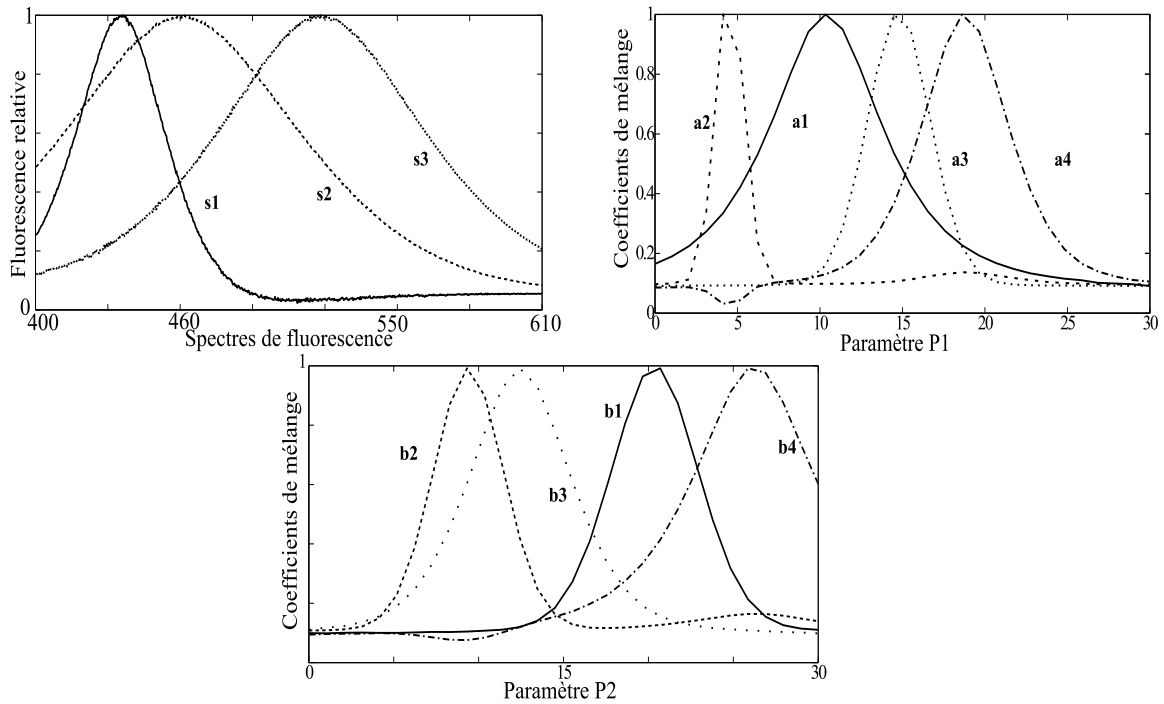 Fluorescence relative
1
0
s1
s2
s3
400
460
550
610
Spectres de fluorescence
Coefficients de mélange
1
0.8
0.6
0.4
0.2
0
a2
a1
a3
a4
0
5
10
15
20
25
30
Paramètre P1
Coefficients de mélange
1
b2
b3
b1
b4
0
15
30
Paramètre P2